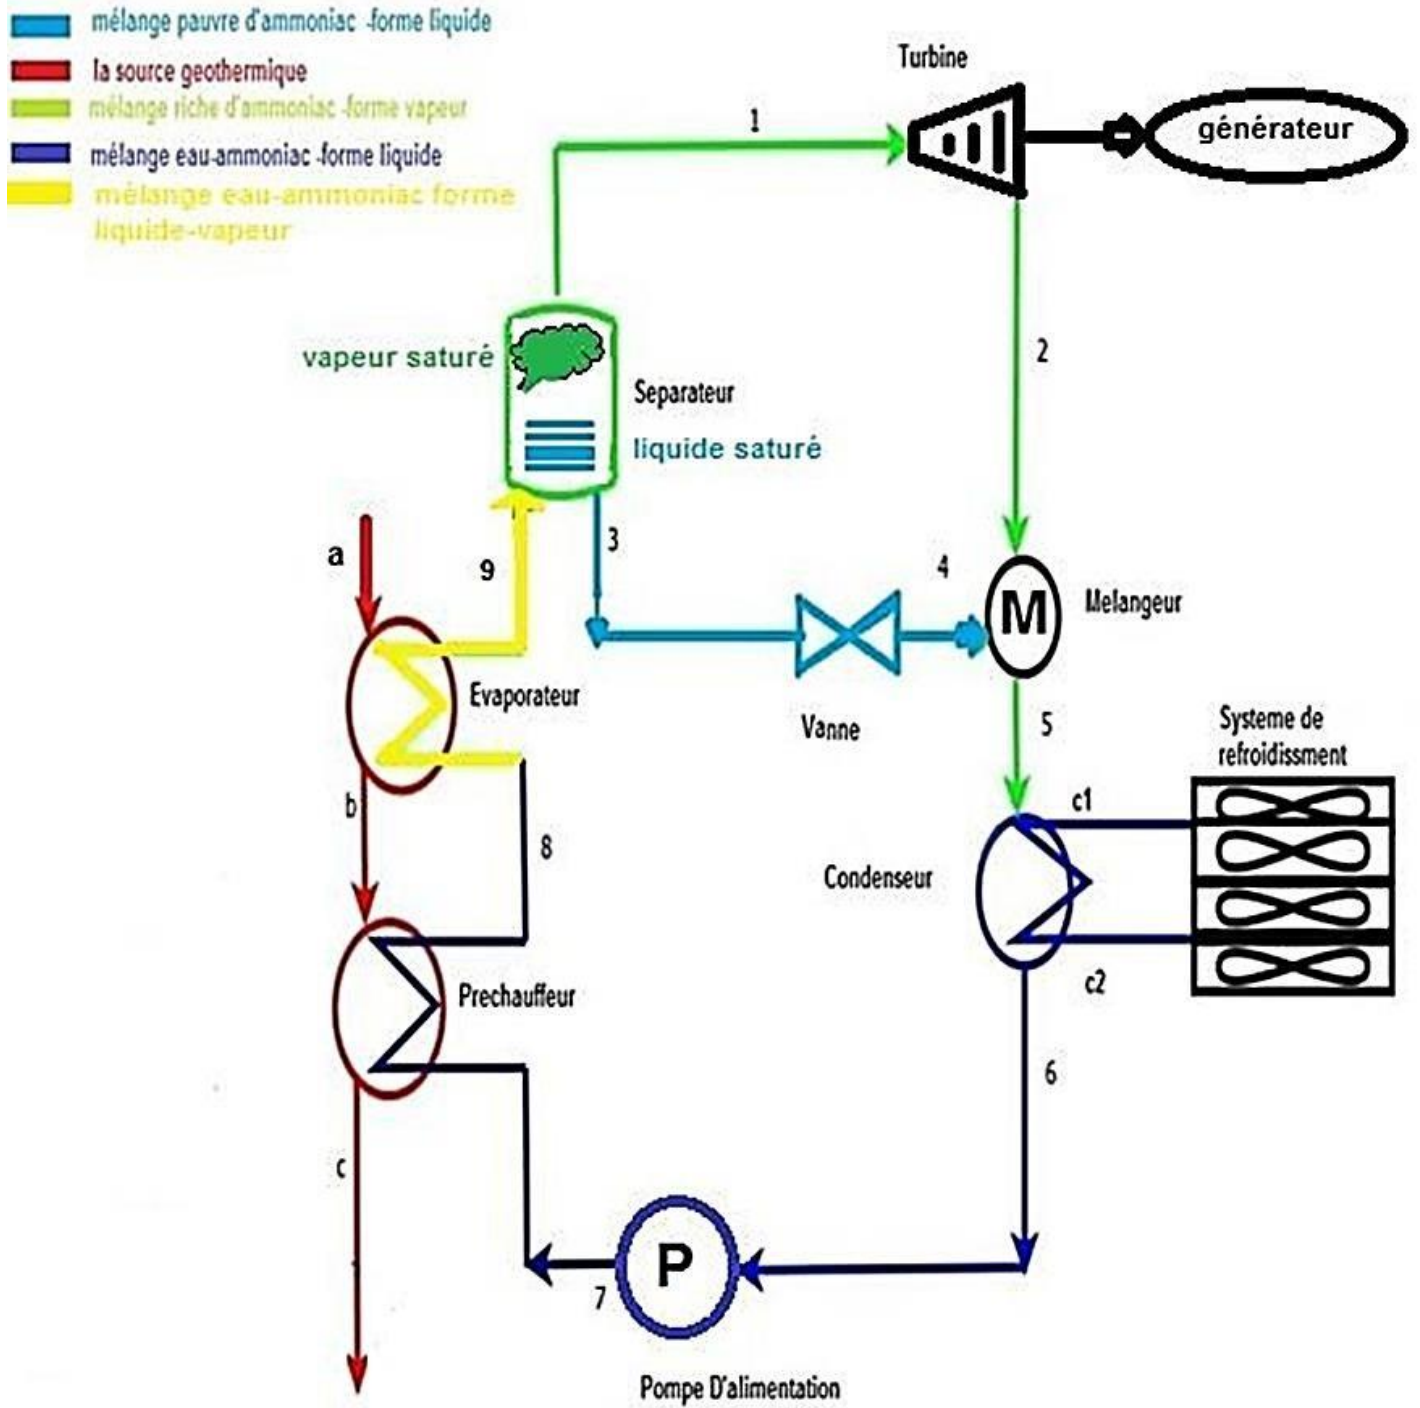 mélange pauvre d'ammoniac -forme liquide
la source geothermique
mélange riche d'ammoniac -forme vapeur
mélange eau-ammoniac -forme liquide
mélange eau-ammoniac forme
liquide-vapeur
Turbine
1
générateur
2
vapeur saturé
Separateur
liquide saturé
a
9
3
4
M
Melangeur
Evaporateur
Vanne
5
Systeme de
refroidissment
b
8
c1
Condenseur
c2
Prechauffeur
6
c
P
7
Pompe D'alimentation